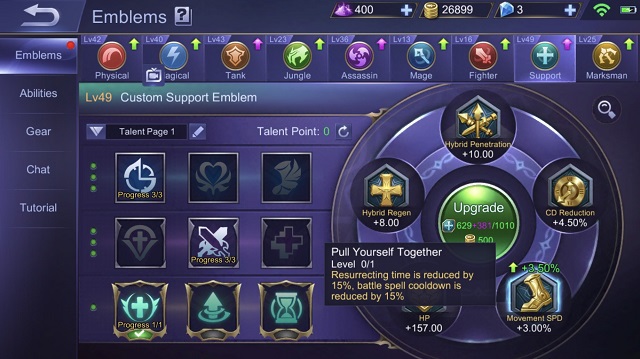 Emblems
400
26899
3
Emblems
Abilities
Gear
Chat
Tutorial
Lv42
Physical
Lv40
Magical
Lv43
Tank
Lv23
Jungle
Lv36
Assassin
Lv13
Mage
Lv16
Fighter
Lv49
Support
Lv25
Marksman
Lv49 Custom Support Emblem
Talent Page 1
Talent Point: 0
Progress 3/3
Progress 3/3
Progress 1/1
Hybrid Penetration
+10.00
Hybrid Regen
+8.00
CD Reduction
+4.50%
Upgrade
629+381/1010
500
Pull Yourself Together
Level 0/1
Resurrecting time is reduced by
15%, battle spell cooldown is
reduced by 15%
HP
+157.00
+3.50%
Movement SPD
+3.00%